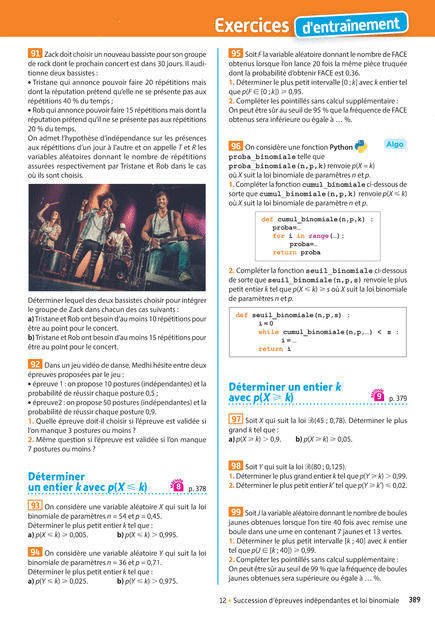 Exercices d'entraînement
91 Zack doit choisir un nouveau bassiste pour son groupe
de rock dont le prochain concert est dans 30 jours. Il audi-
tionne deux bassistes :
• Tristane qui annonce pouvoir faire 20 répétitions mais
dont la réputation prétend qu'elle ne se présente pas aux
répétitions 40 % du temps ;
• Rob qui annonce pouvoir faire 15 répétitions mais dont la
réputation prétend qu'il ne se présente pas aux répétitions
20 % du temps.
On admet l'hypothèse d'indépendance sur les présences
aux répétitions d'un jour à l'autre et on appelle T et R les
variables aléatoires donnant le nombre de répétitions
assurées respectivement par Tristane et Rob dans le cas
où ils sont choisis.
Déterminer lequel des deux bassistes choisir pour intégrer
le groupe de Zack dans chacun des cas suivants :
a) Tristane et Rob ont besoin d'au moins 10 répétitions pour
être au point pour le concert.
b) Tristane et Rob ont besoin d'au moins 15 répétitions pour
être au point pour le concert.
92 Dans un jeu vidéo de danse, Medhi hésite entre deux
épreuves proposées par le jeu :
• épreuve 1 : on propose 10 postures (indépendantes) et la
probabilité de réussir chaque posture 0,5 ;
• épreuve2 : on propose 50 postures (indépendantes) et la
probabilité de réussir chaque posture 0,9.
1. Quelle épreuve doit-il choisir si l'épreuve est validée si
l'on manque 3 postures ou moins ?
2. Même question si l'épreuve est validée si l'on manque
7 postures ou moins ?
Déterminer
un entier k avec p(X ⩽ k) 8 p. 378
93 On considère une variable aléatoire X qui suit la loi
binomiale de paramètres n = 54 et p = 0,45.
Déterminer le plus petit entier k tel que :
a) p(X ⩽ k) ⩾ 0,005. b) p(X ⩽ k) > 0,995.
94 On considère une variable aléatoire Y qui suit la loi
binomiale de paramètres n = 36 et p = 0,71.
Déterminer le plus petit entier k tel que :
a) p(Y ⩽ k) ⩾ 0,025. b) p(Y ⩽ k) > 0,975.
95 Soit F la variable aléatoire donnant le nombre de FACE
obtenus lorsque l'on lance 20 fois la même pièce truquée
dont la probabilité d'obtenir FACE est 0,36.
1. Déterminer le plus petit intervalle [0 ; k] avec k entier tel
que p(F ∈ [0 ; k]) ⩾ 0,95.
2. Compléter les pointillés sans calcul supplémentaire :
On peut être sûr au seuil de 95 % que la fréquence de FACE
obtenus sera inférieure ou égale à … %.
96 On considère une fonction Python Algo
proba_binomiale telle que
proba_binomiale(n,p,k) renvoie p(X = k)
où X suit la loi binomiale de paramètres n et p.
1. Compléter la fonction cumul_binomiale ci-dessous de
sorte que cumul_binomiale(n,p,k) renvoie p(X ⩽ k)
où X suit la loi binomiale de paramètre n et p.
def cumul_binomiale(n,p,k) :
proba=…
for i in range(…):
proba=…
return proba
2. Compléter la fonction seuil_binomiale ci-dessous
de sorte que seuil_binomiale(n,p,s) renvoie le plus
petit entier k tel que p(X ⩽ k) ⩾ s où X suit la loi binomiale
de paramètres n et p.
def seuil_binomiale(n,p,s) :
i=0
while cumul_binomiale(n,p,…) < s :
i=…
return i
Déterminer un entier k
avec p(X ⩾ k) 9 p. 379
97 Soit X qui suit la loi ℬ(45 ; 0,78). Déterminer le plus
grand k tel que :
a) p(X ⩾ k) > 0,9. b) p(X ⩾ k) ⩾ 0,05.
98 Soit Y qui suit la loi ℬ(80 ; 0,125).
1. Déterminer le plus grand entier k tel que p(Y ⩾ k) > 0,99.
2. Déterminer le plus petit entier k' tel que p(Y ⩾ k') ⩽ 0,02.
99 Soit J la variable aléatoire donnant le nombre de boules
jaunes obtenues lorsque l'on tire 40 fois avec remise une
boule dans une urne en contenant 7 jaunes et 13 vertes.
1. Déterminer le plus petit intervalle [k ; 40] avec k entier
tel que p(J ∈ [k ; 40]) ⩾ 0,99.
2. Compléter les pointillés sans calcul supplémentaire :
On peut être sûr au seuil de 99 % que la fréquence de boules
jaunes obtenues sera supérieure ou égale à … %.
12 • Succession d'épreuves indépendantes et loi binomiale 389